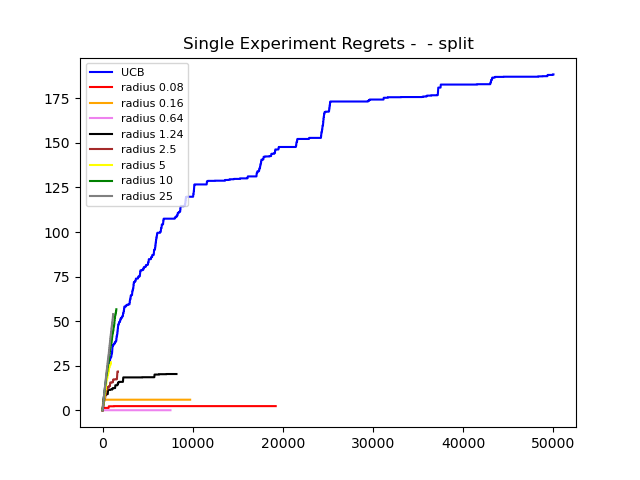 Single Experiment Regrets -  - split
UCB
radius 0.08
radius 0.16
radius 0.64
radius 1.24
radius 2.5
radius 5
radius 10
radius 25
175
150
125
100
75
50
25
0
0 10000 20000 30000 40000 50000